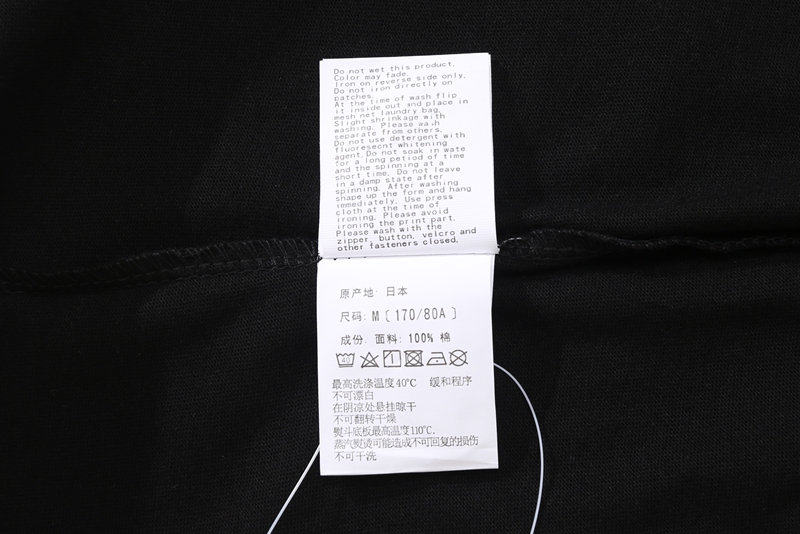 Do not wet this product.
Color may fade.
Iron on reverse side only.
Do not iron directly on
patches.
At the time of wash flip
it inside out and place in
mesh net laundry bag.
Slight shrinkage with
washing. Please wash
separate from others.
Do not use detergent with
fluoresecnt whitening
agent. Do not soak in wate
for a long petiod of time
and the spinning at a
short time. Do not leave
in a damp state after
spinning. After washing
shape up the form and hang
immediately. Use press
cloth at the time of
ironing. Please avoid
ironing the print part.
Please wash with the
zipper, button, velcro and
other fasteners closed.
原产地: 日本
尺码: M〔170/80A〕
成份: 面料: 100% 棉
40
最高洗涤温度40℃ 缓和程序
不可漂白
在阴凉处悬挂晾干
不可翻转干燥
熨斗底板最高温度110℃,
蒸汽熨烫可能造成不可回复的损伤
不可干洗